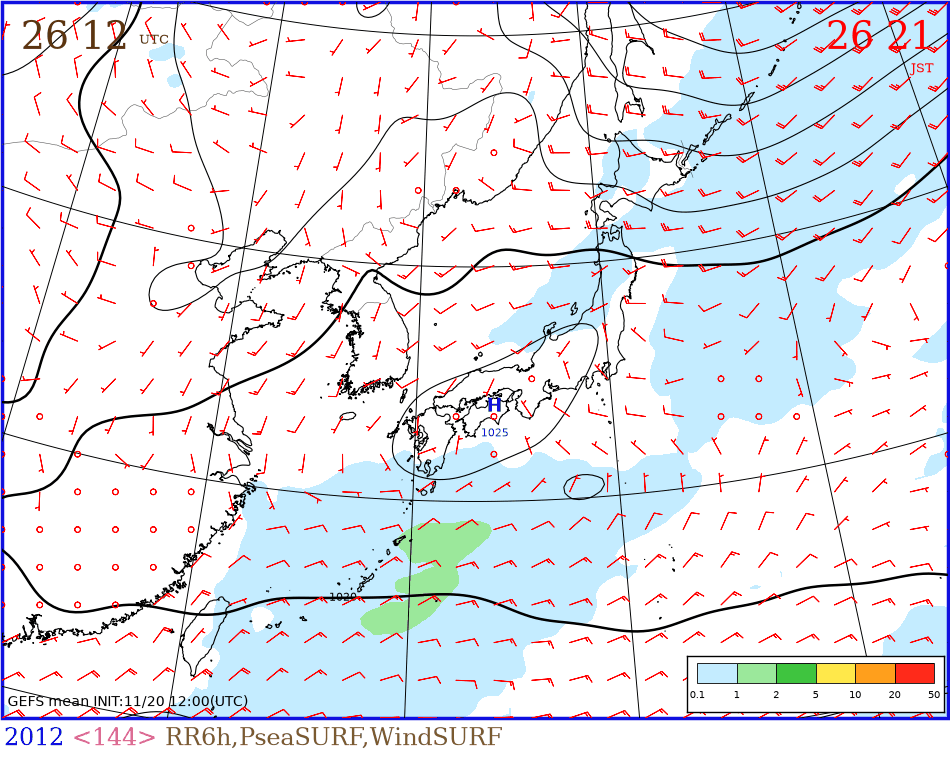 26 12 UTC 26 21
JST
H
1025
1020
0.1 1 2 5 10 20 50
GEFS mean INIT:11/20 12:00(UTC)
2012 <144> RR6h,PseaSURF,WindSURF